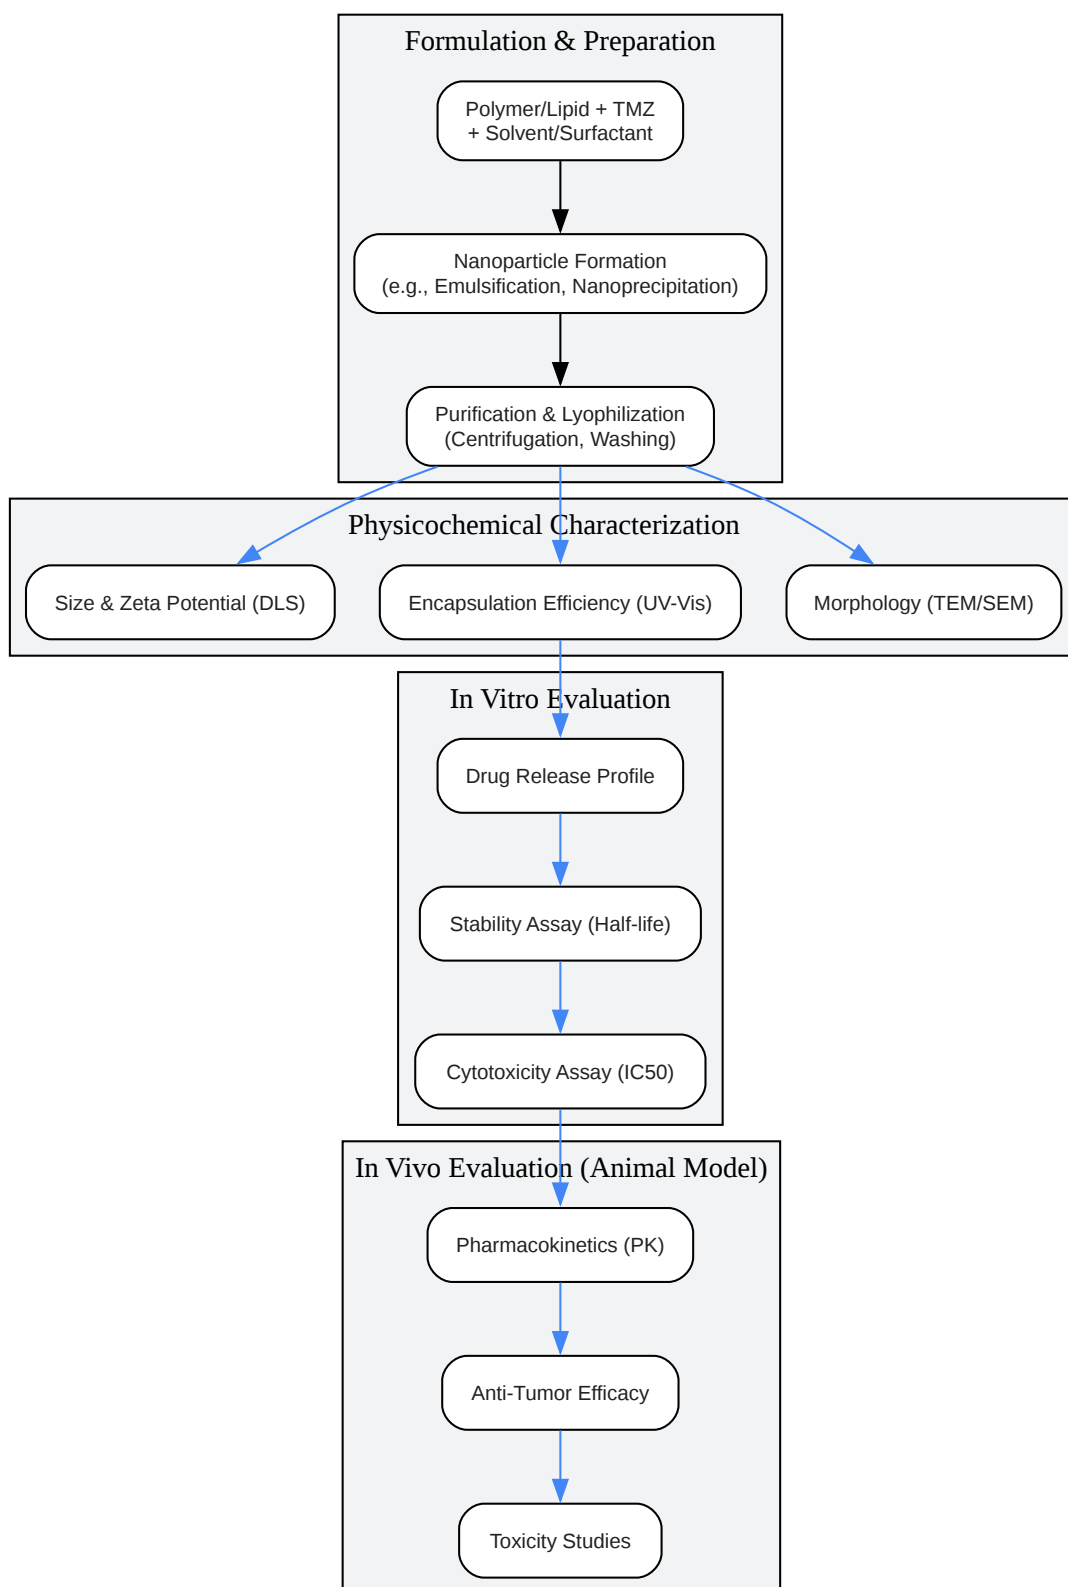 Formulation & Preparation
Polymer/Lipid + TMZ
+ Solvent/Surfactant
Nanoparticle Formation
(e.g., Emulsification, Nanoprecipitation)
Purification & Lyophilization
(Centrifugation, Washing)
Physicochemical Characterization
Size & Zeta Potential (DLS)
Encapsulation Efficiency (UV-Vis)
Morphology (TEM/SEM)
In Vitro Evaluation
Drug Release Profile
Stability Assay (Half-life)
Cytotoxicity Assay (IC50)
In Vivo Evaluation (Animal Model)
Pharmacokinetics (PK)
Anti-Tumor Efficacy
Toxicity Studies